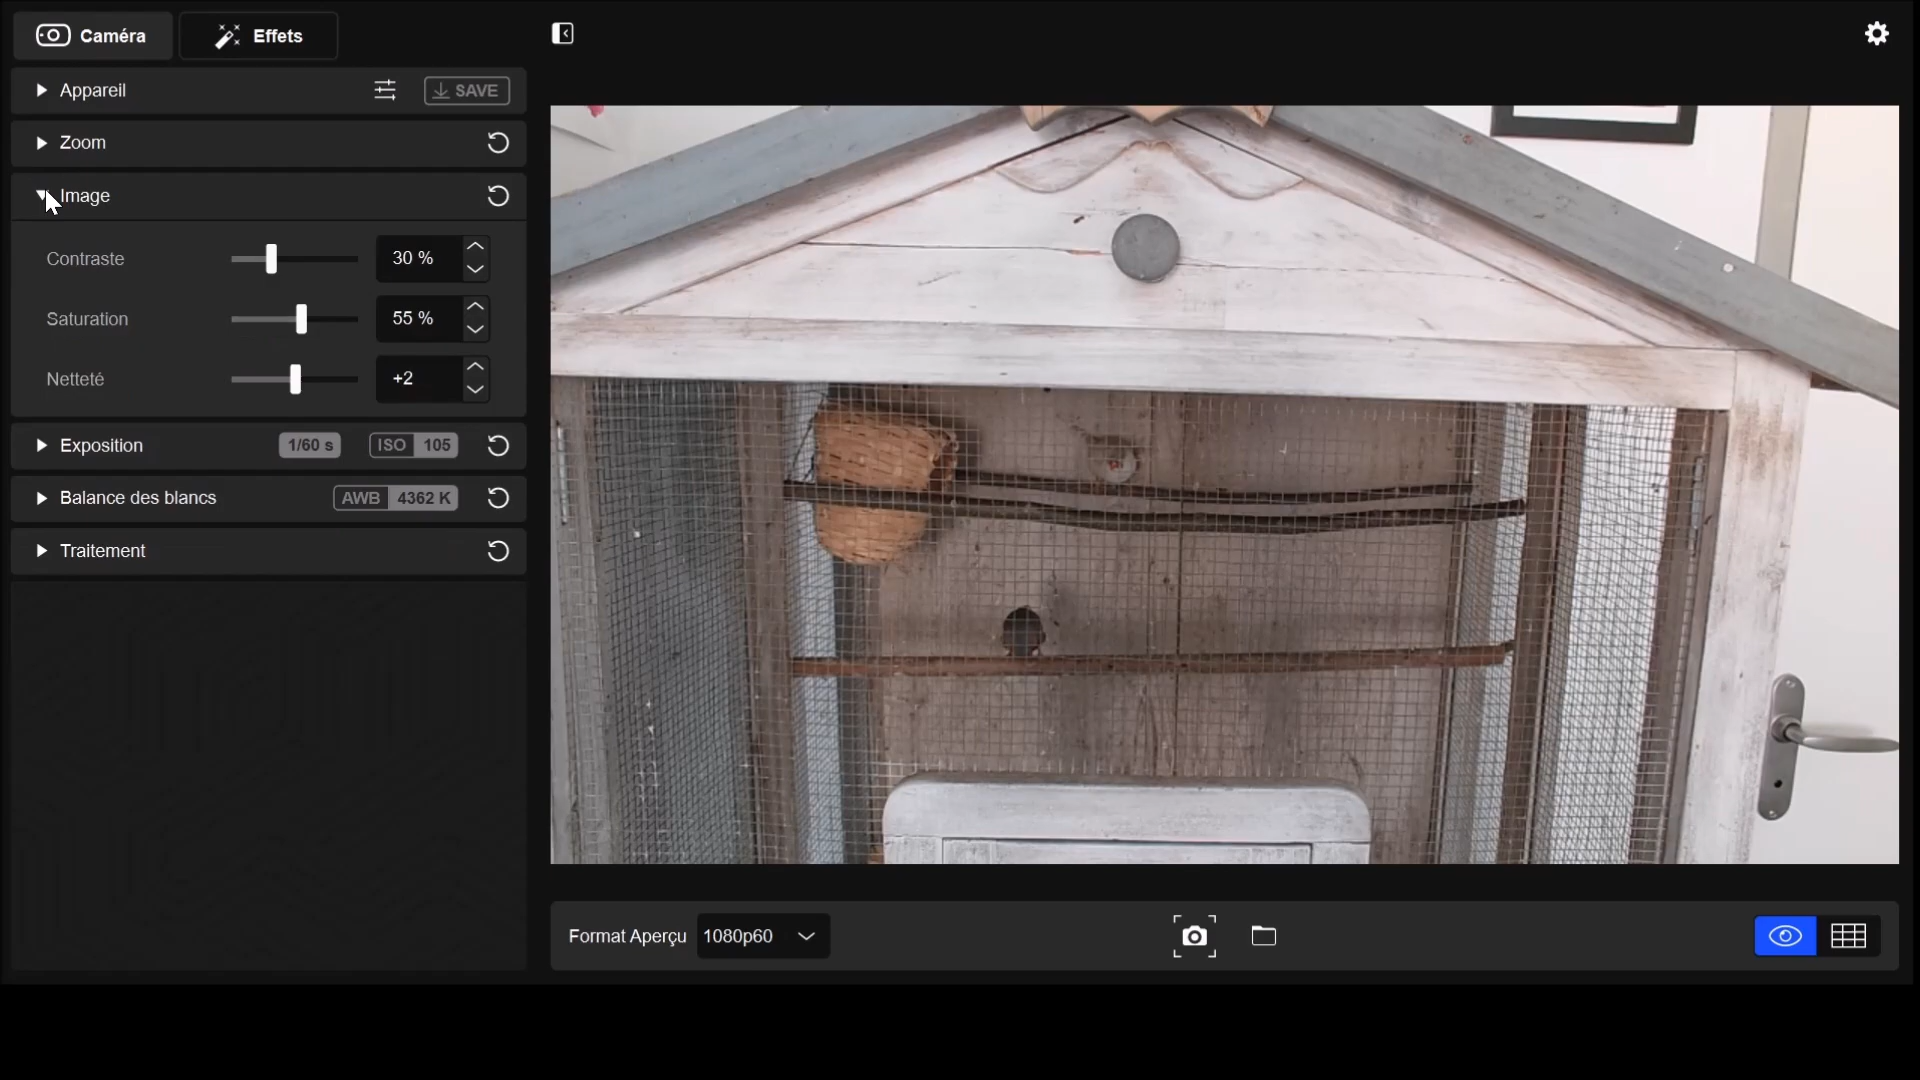 Caméra
Effets
Appareil
SAVE
Zoom
Image
Contraste 30 %
Saturation 55 %
Netteté +2
Exposition 1/60 s ISO 105
Balance des blancs AWB 4362 K
Traitement
Format Aperçu 1080p60